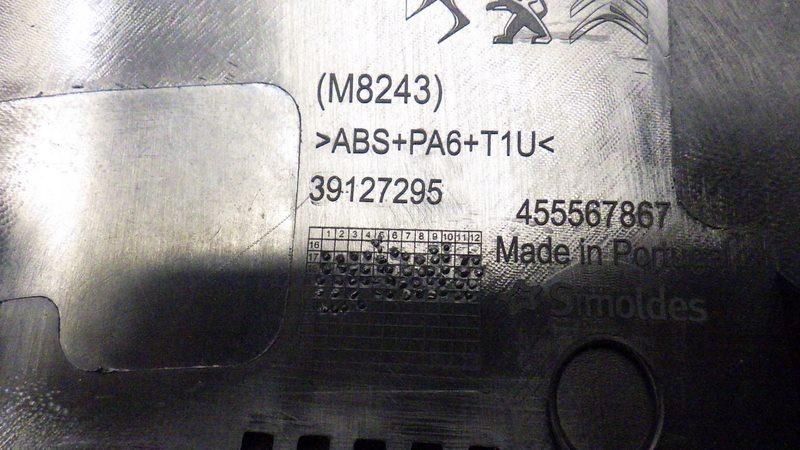 (M8243)
>ABS+PA6+T1U<
39127295
455567867
Made in Portugal
Simoldes
1 2 3 4 5 6 7 8 9 10 11 12
16
17